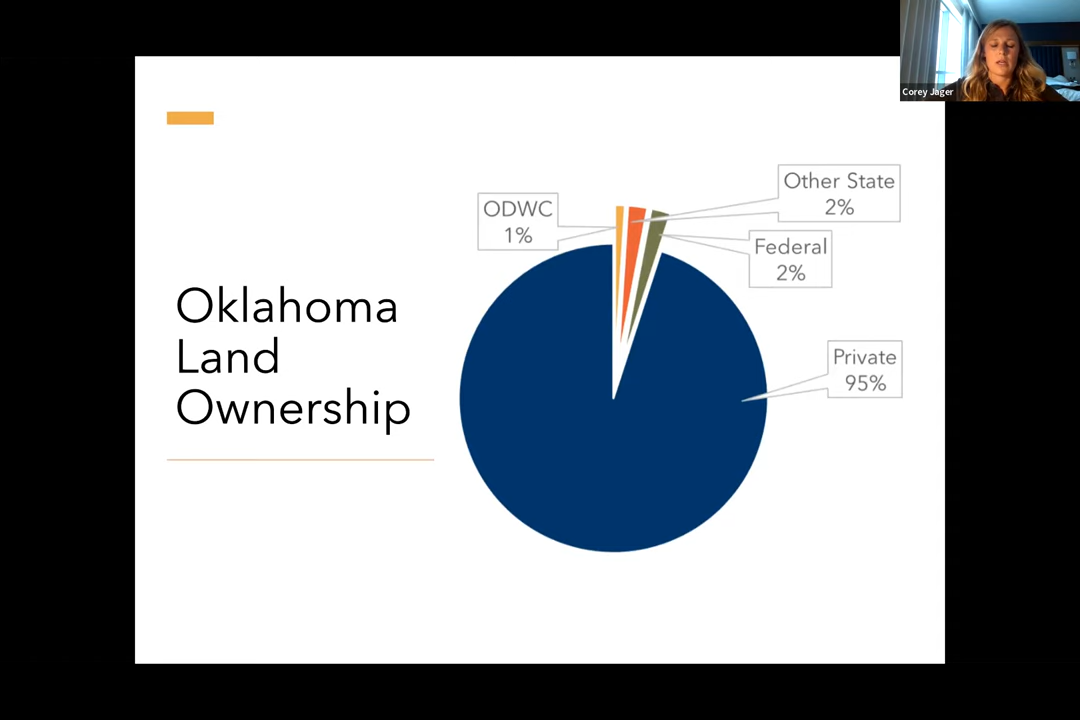 Corey Jager
Oklahoma
Land
Ownership
ODWC
1%
Other State
2%
Federal
2%
Private
95%